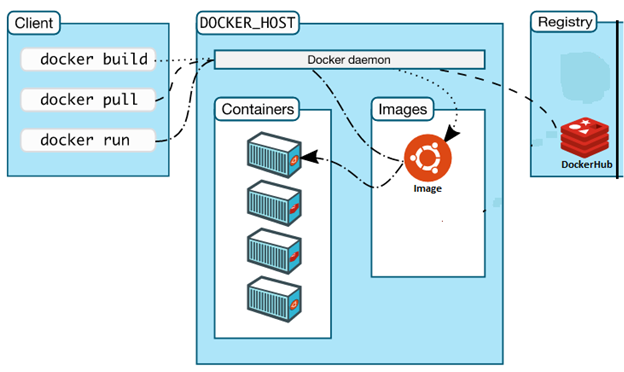 Client
docker build
docker pull
docker run
DOCKER_HOST
Docker daemon
Containers
Images
Image
Registry
DockerHub